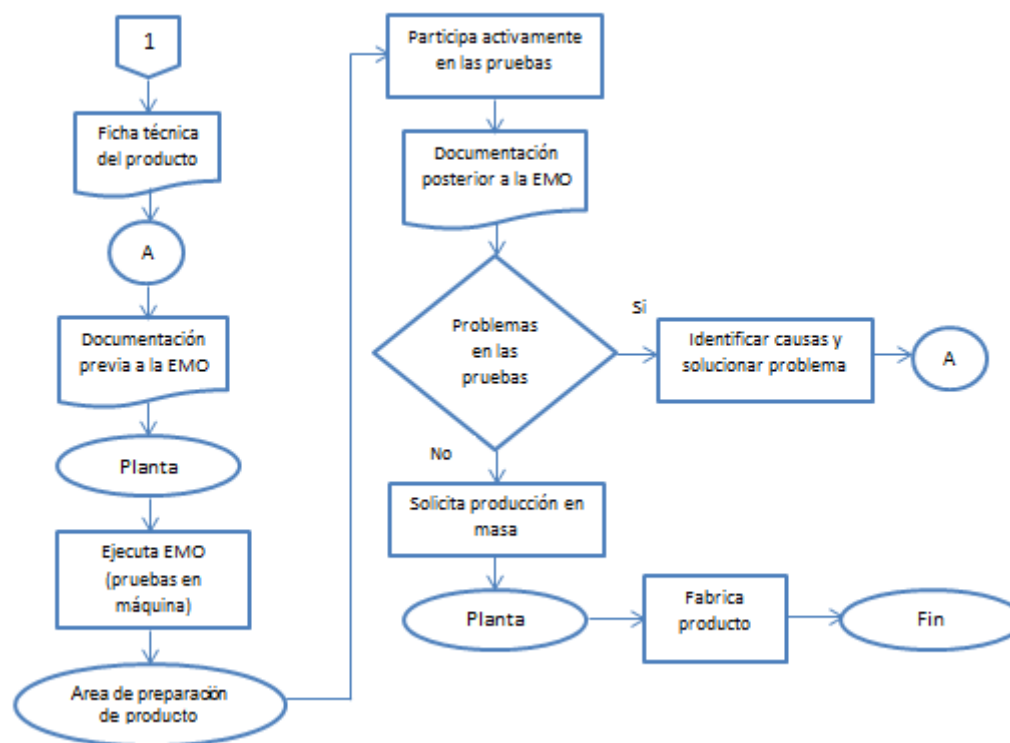 1
Ficha técnica
del producto
A
Documentación
previa a la EMO
Planta
Ejecuta EMO
(pruebas en
máquina)
Area de preparación
de producto
Participa activamente
en las pruebas
Documentación
posterior a la EMO
Problemas
en las
pruebas
Si
Identificar causas y
solucionar problema
A
No
Solicita producción en
masa
Planta
Fabrica
producto
Fin